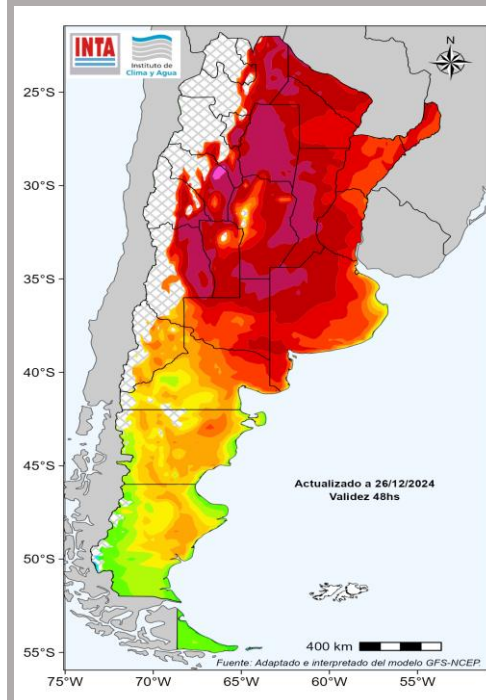 INTA
Instituto de
Clima y Agua
N
25°S
30°S
35°S
40°S
45°S
50°S
55°S
Actualizado a 26/12/2024
Validez 48hs
400 km
Fuente: Adaptado e interpretado del modelo GFS-NCEP.
75°W
70°W
65°W
60°W
55°W